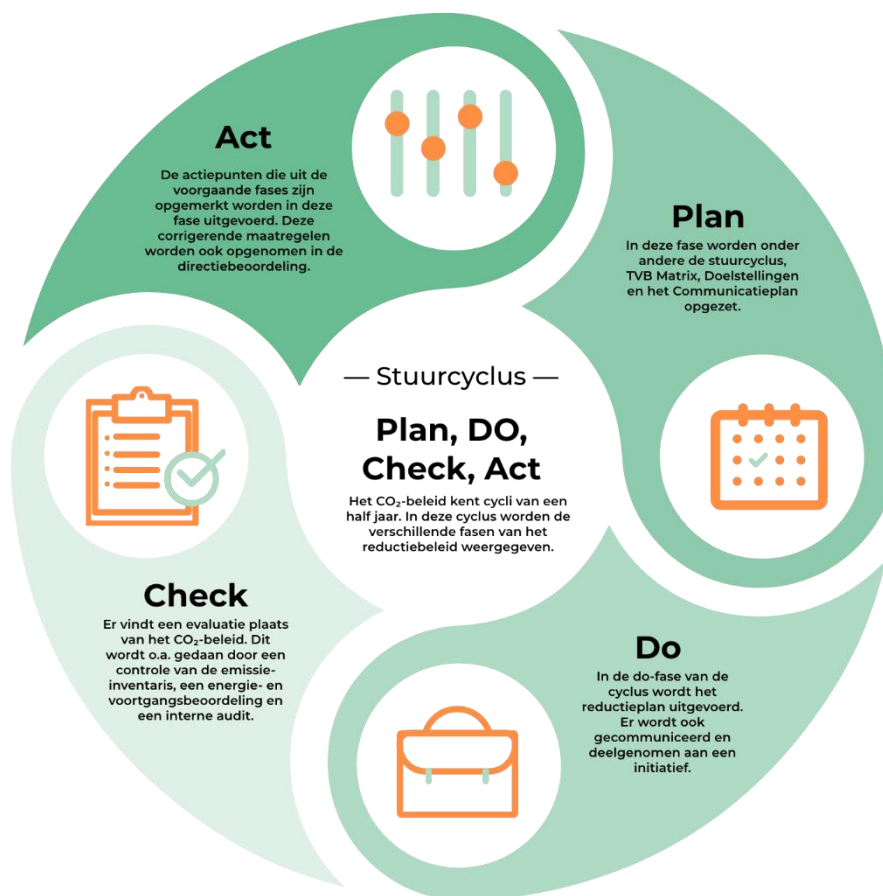 — Stuurcyclus —
Plan, DO,
Check, Act
Het CO₂-beleid kent cycli van een
half jaar. In deze cyclus worden de
verschillende fasen van het
reductiebeleid weergegeven.
Plan
In deze fase worden onder
andere de stuurcyclus,
TVB Matrix, Doelstellingen
en het Communicatieplan
opgezet.
Do
In de do-fase van de
cyclus wordt het
reductieplan uitgevoerd.
Er wordt ook
gecommuniceerd en
deelgenomen aan een
initiatief.
Check
Er vindt een evaluatie plaats
van het CO₂-beleid. Dit
wordt o.a. gedaan door een
controle van de emissie-
inventaris, een energie- en
voortgangsbeoordeling en
een interne audit.
Act
De actiepunten die uit de
voorgaande fases zijn
opgemerkt worden in deze
fase uitgevoerd. Deze
corrigerende maatregelen
worden ook opgenomen in de
directiebeoordeling.